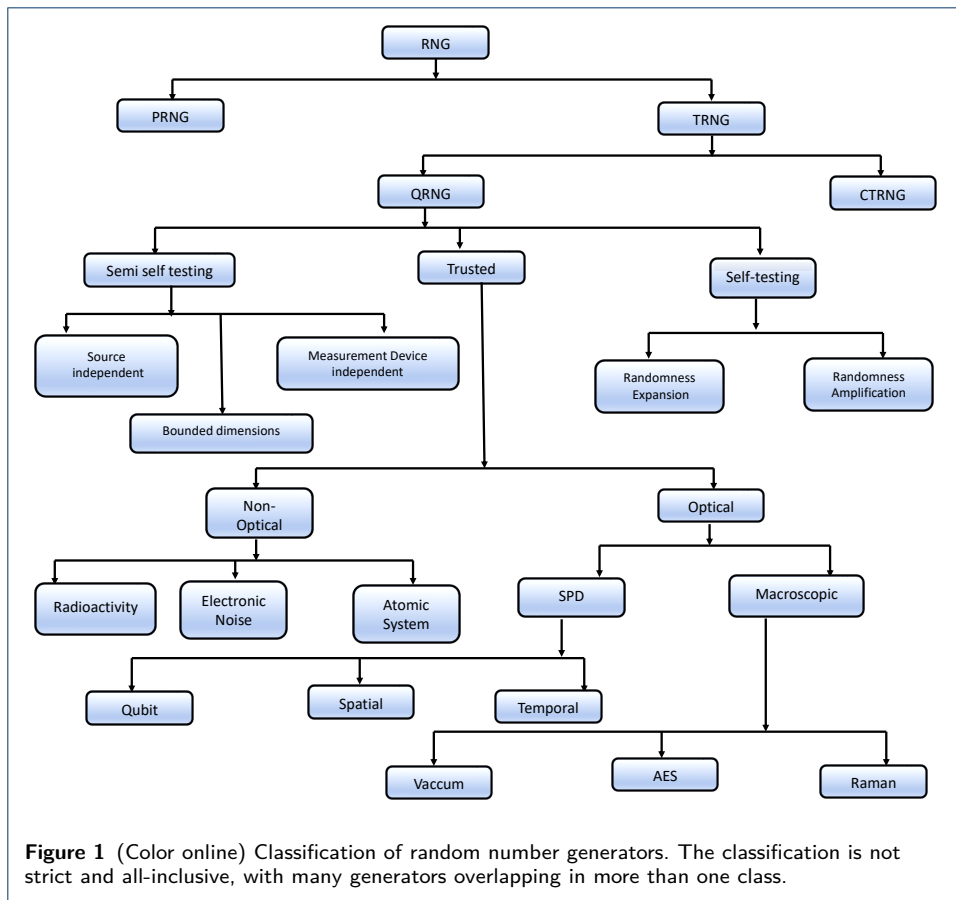 RNG
PRNG
TRNG
QRNG
CTRNG
Semi self testing
Trusted
Self-testing
Source
independent
Measurement Device
independent
Bounded dimensions
Randomness
Expansion
Randomness
Amplification
Non-
Optical
Optical
Radioactivity
Electronic
Noise
Atomic
System
SPD
Macroscopic
Qubit
Spatial
Temporal
Vaccum
AES
Raman
Figure 1 (Color online) Classification of random number generators. The classification is not
strict and all-inclusive, with many generators overlapping in more than one class.